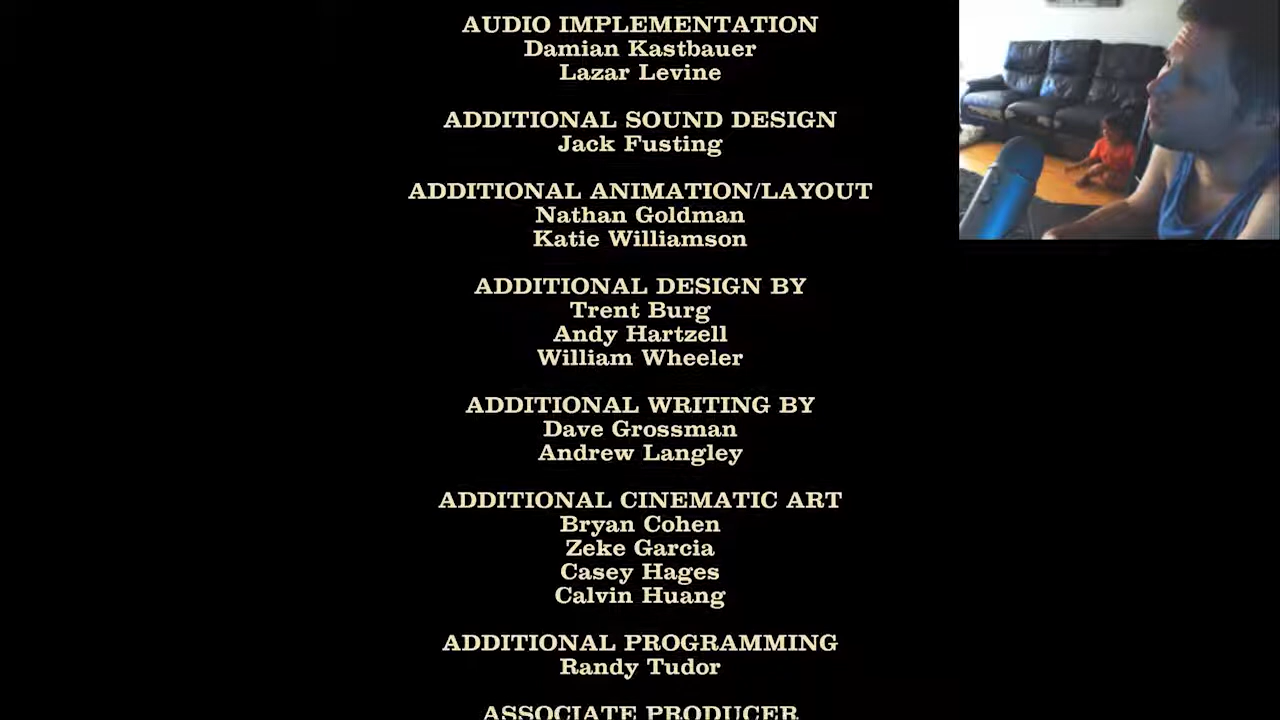 AUDIO IMPLEMENTATION
Damian Kastbauer
Lazar Levine
ADDITIONAL SOUND DESIGN
Jack Fusting
ADDITIONAL ANIMATION/LAYOUT
Nathan Goldman
Katie Williamson
ADDITIONAL DESIGN BY
Trent Burg
Andy Hartzell
William Wheeler
ADDITIONAL WRITING BY
Dave Grossman
Andrew Langley
ADDITIONAL CINEMATIC ART
Bryan Cohen
Zeke Garcia
Casey Hages
Calvin Huang
ADDITIONAL PROGRAMMING
Randy Tudor
ASSOCIATE PRODUCER